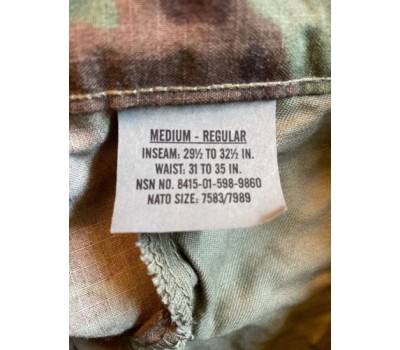 MEDIUM - REGULAR
INSEAM: 29½ TO 32½ IN.
WAIST: 31 TO 35 IN.
NSN NO. 8415-01-598-9860
NATO SIZE: 7583/7989